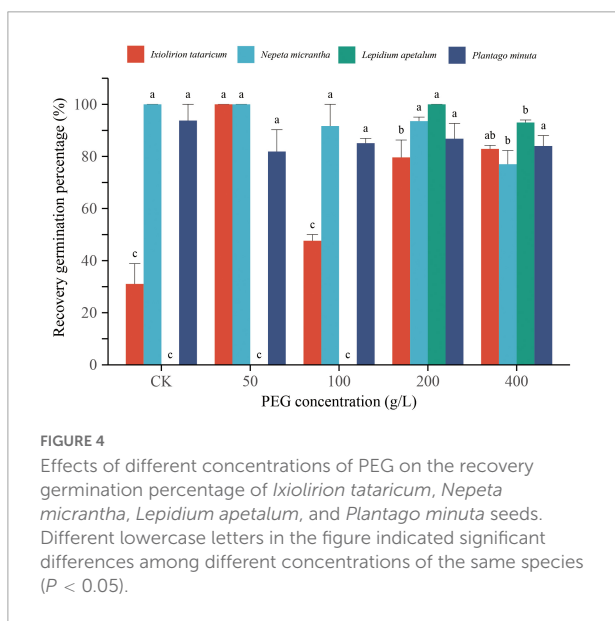 Ixiolirion tataricum Nepeta micrantha Lepidium apetalum Plantago minuta
Recovery germination percentage (%)
100
80
60
40
20
0
c a c a
a a c a
c a c a
b a a a
ab b b a
CK 50 100 200 400
PEG concentration (g/L)
FIGURE 4
Effects of different concentrations of PEG on the recovery
germination percentage of Ixiolirion tataricum, Nepeta
micrantha, Lepidium apetalum, and Plantago minuta seeds.
Different lowercase letters in the figure indicated significant
differences among different concentrations of the same species
(P < 0.05).